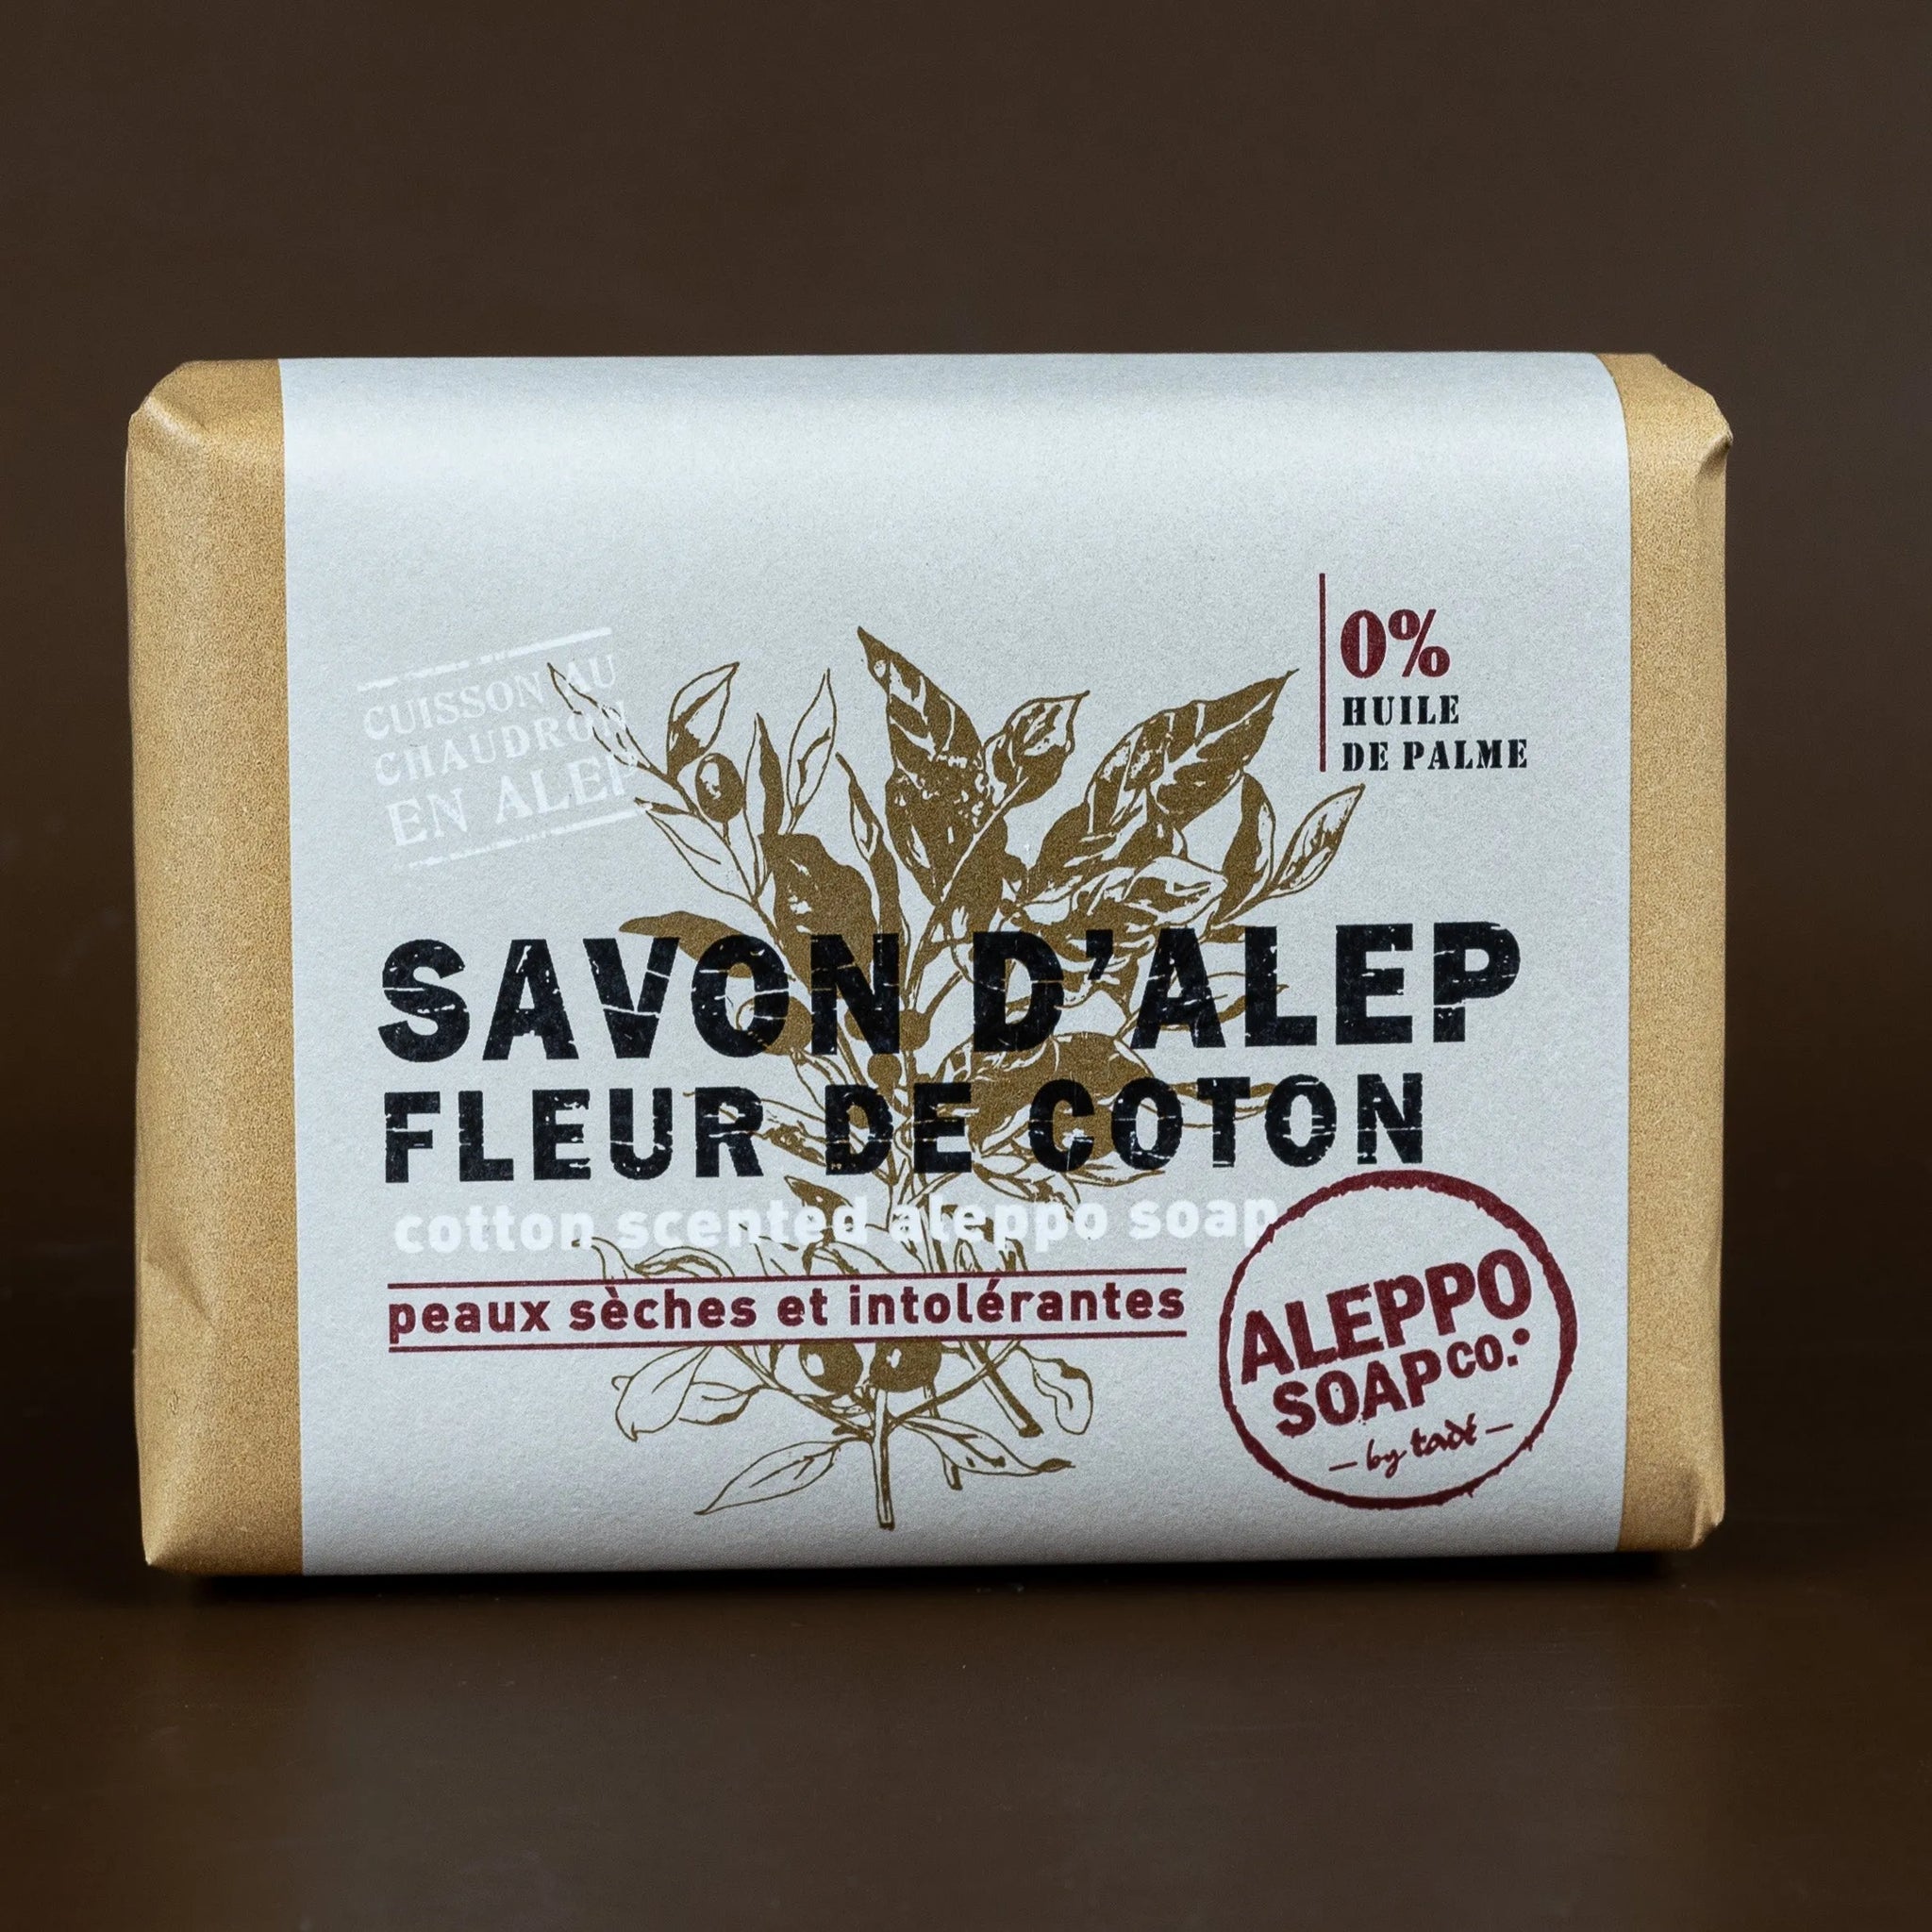 CUISSON AU
CHAUDRON
EN ALEP
0%
HUILE
DE PALME
SAVON D'ALEP
FLEUR DE COTON
cotton scented aleppo soap
peaux sèches et intolérantes
ALEPPO
SOAP CO.
— by tadé —